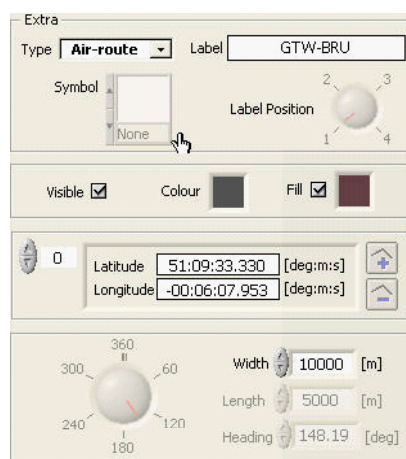 Extra
Type Air-route Label GTW-BRU
Symbol None
Label Position 1 2 3 4
Visible Colour Fill
0
Latitude 51:09:33.330 [deg:m:s]
Longitude -00:06:07.953 [deg:m:s]
360
300 60
240 120
180
Width 10000 [m]
Length 5000 [m]
Heading 148.19 [deg]